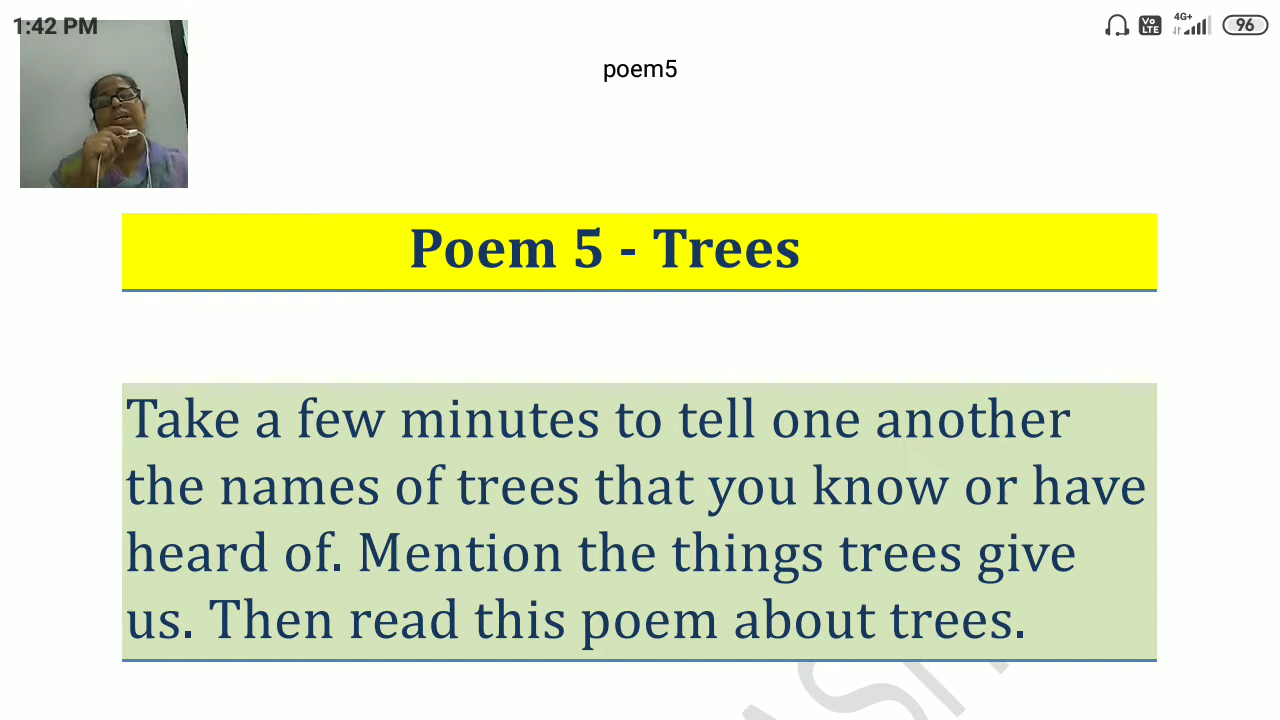 1:42 PM
Vo LTE
4G+
96
poem5
Poem 5 - Trees
Take a few minutes to tell one another
the names of trees that you know or have
heard of. Mention the things trees give
us. Then read this poem about trees.